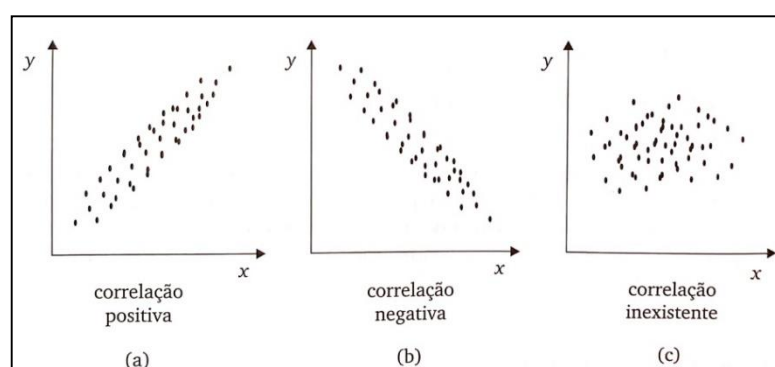 y
x
correlação
positiva
(a)
y
x
correlação
negativa
(b)
y
x
correlação
inexistente
(c)